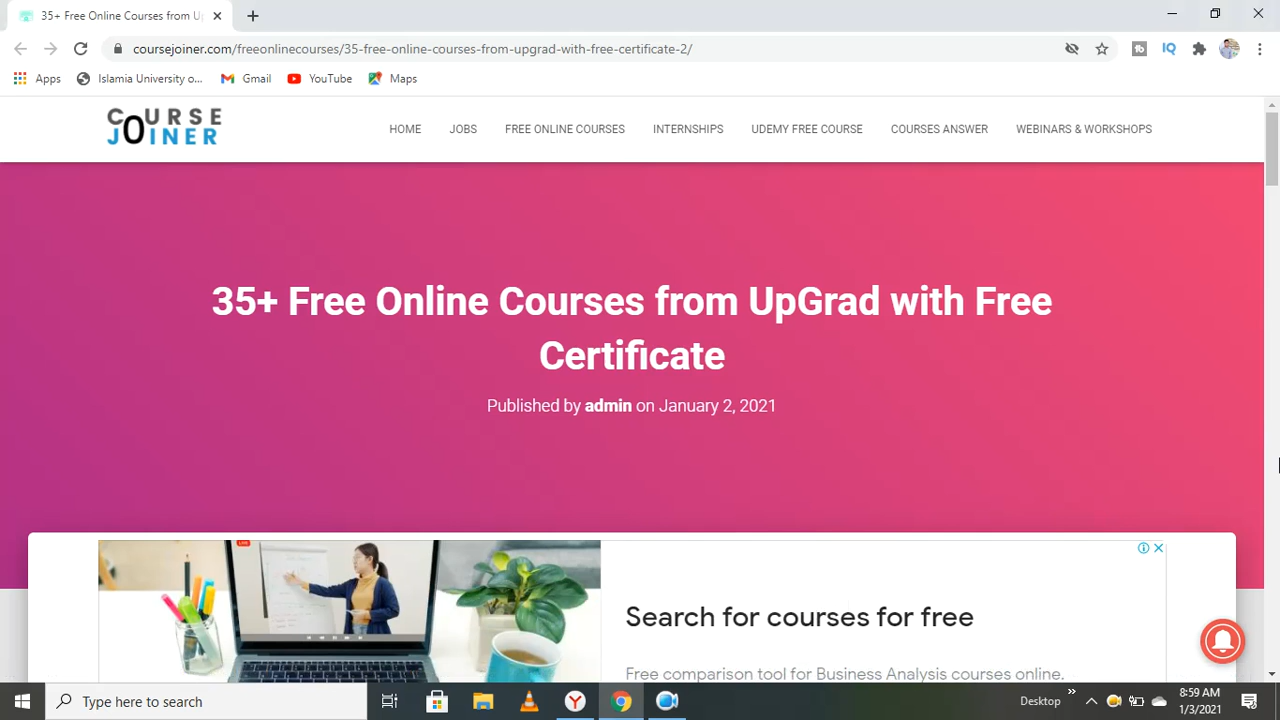 35+ Free Online Courses from Up
coursejoiner.com/freeonlinecourses/35-free-online-courses-from-upgrad-with-free-certificate-2/
IQ
Apps Islamia University o... Gmail YouTube Maps
COURSE
JOINER
HOME JOBS FREE ONLINE COURSES INTERNSHIPS UDEMY FREE COURSE COURSES ANSWER WEBINARS & WORKSHOPS
35+ Free Online Courses from UpGrad with Free
Certificate
Published by admin on January 2, 2021
LIVE
Search for courses for free
Free comparison tool for Business Analysis courses online.
Type here to search
Desktop
8:59 AM
1/3/2021